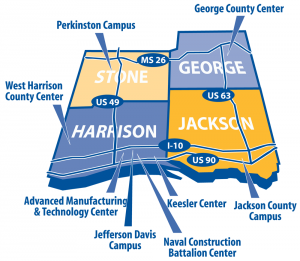 George County Center
Perkinston Campus
MS 26
STONE
GEORGE
West Harrison
County Center
US 49
US 63
HARRISON
JACKSON
I-10
US 90
Advanced Manufacturing
& Technology Center
Keesler Center
Jackson County
Campus
Jefferson Davis
Campus
Naval Construction
Battalion Center